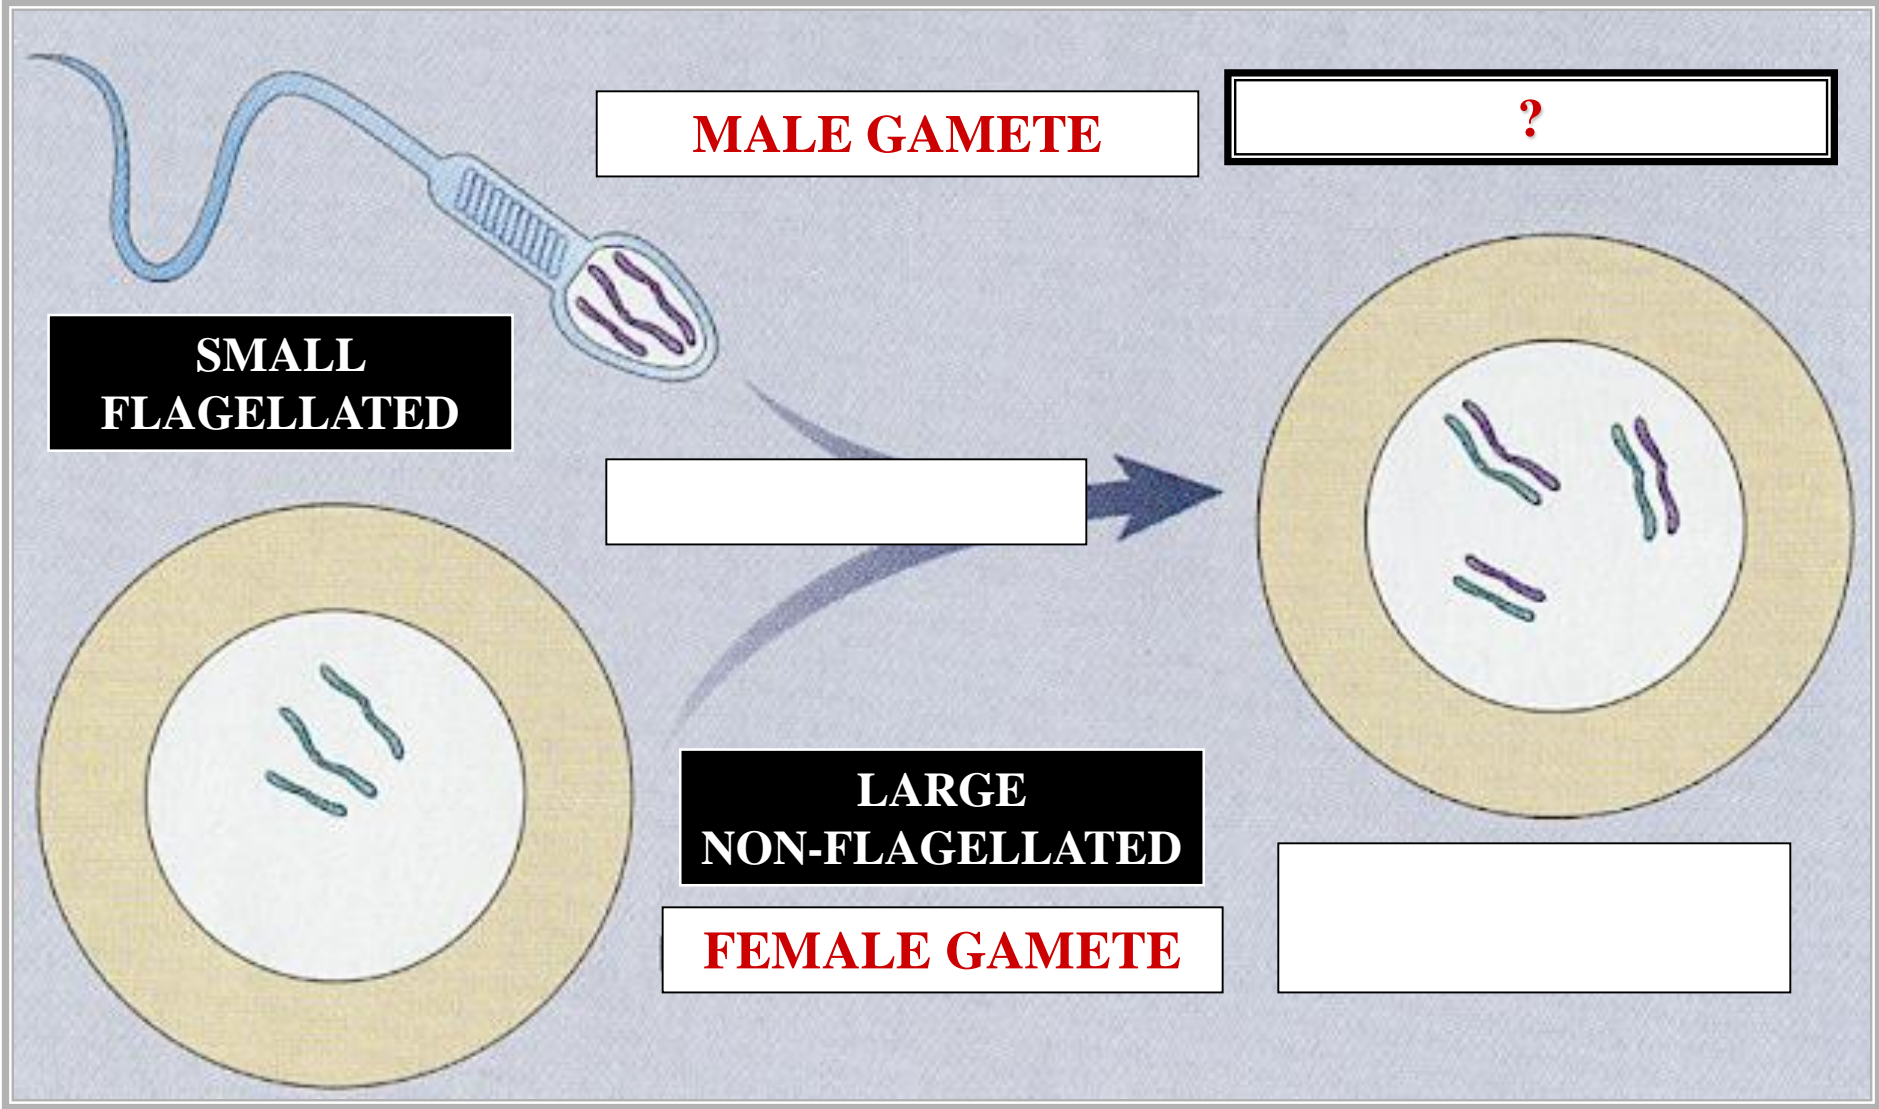 MALE GAMETE
?
SMALL
FLAGELLATED
LARGE
NON-FLAGELLATED
FEMALE GAMETE